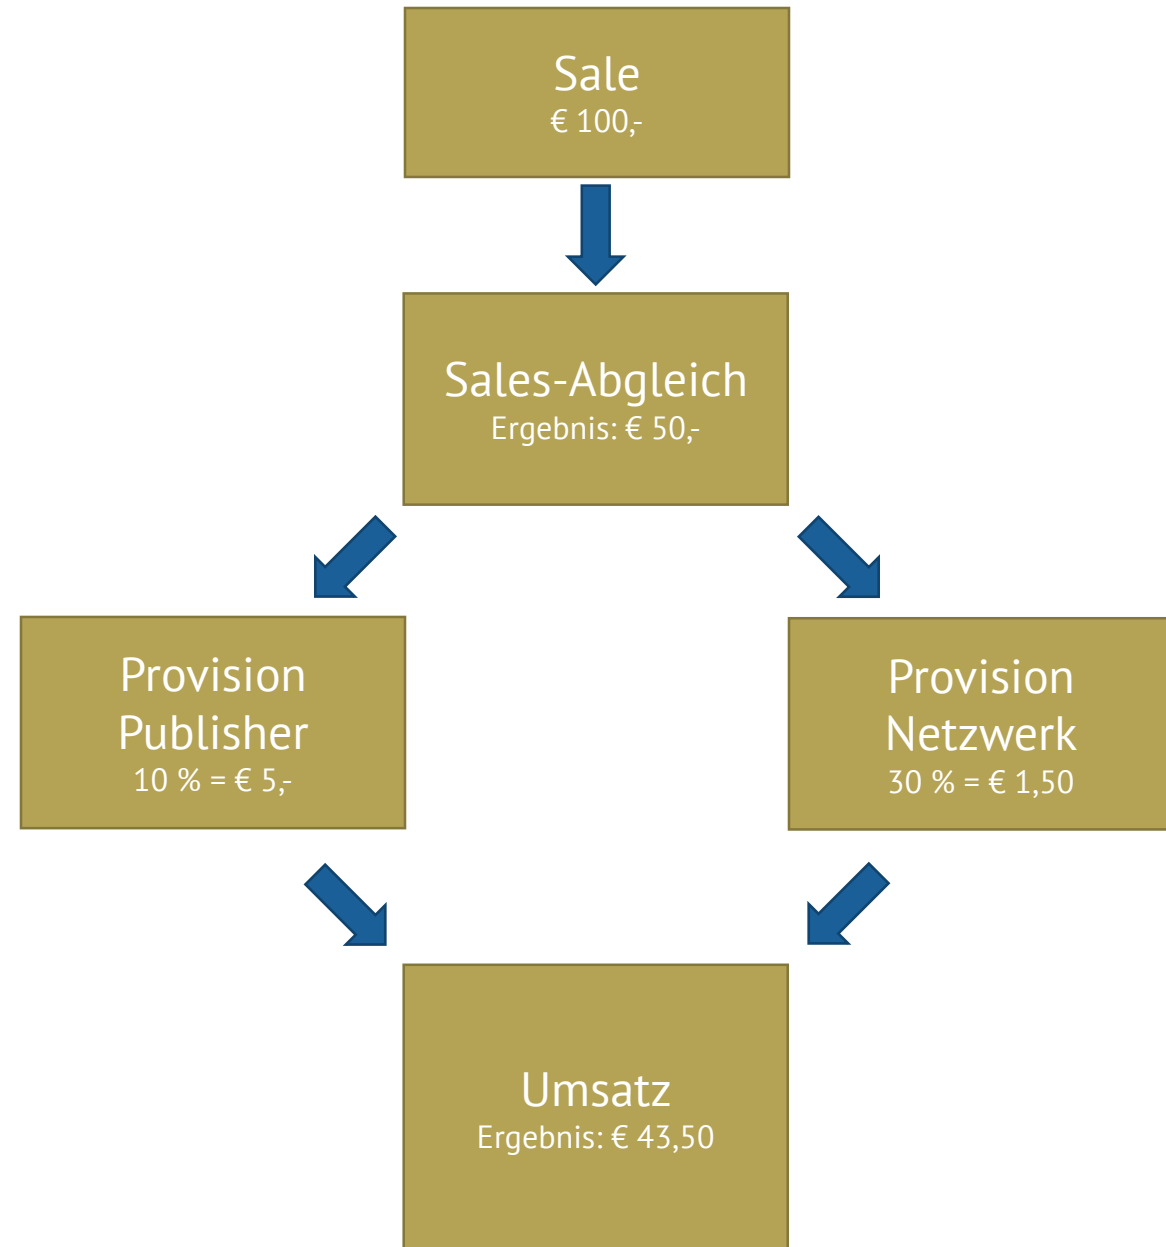 Sale
€ 100,-
Sales-Abgleich
Ergebnis: € 50,-
Provision
Publisher
10 % = € 5,-
Provision
Netzwerk
30 % = € 1,50
Umsatz
Ergebnis: € 43,50